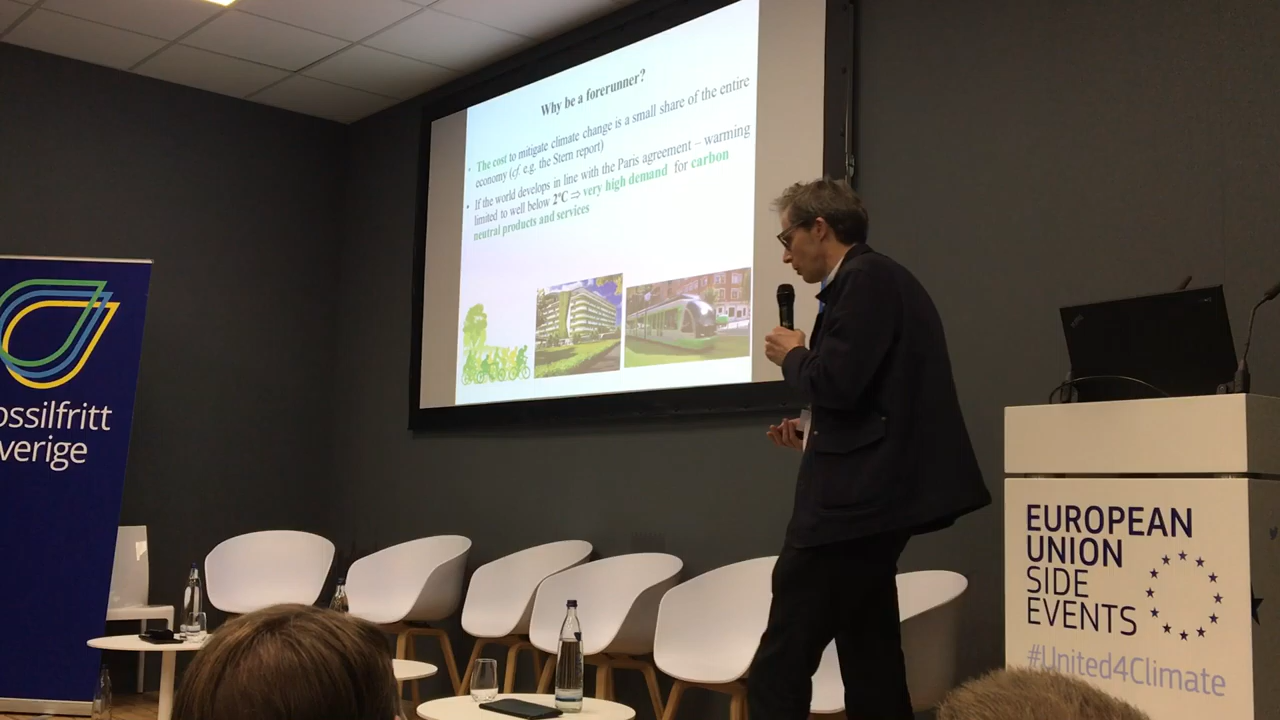 Why be a forerunner?
• The cost to mitigate climate change is a small share of the entire
economy (cf. e.g. the Stern report)
• If the world develops in line with the Paris agreement – warming
limited to well below 2°C ⇒ very high demand for carbon
neutral products and services
ossilfritt
verige
EUROPEAN
UNION
SIDE
EVENTS
#United4Climate